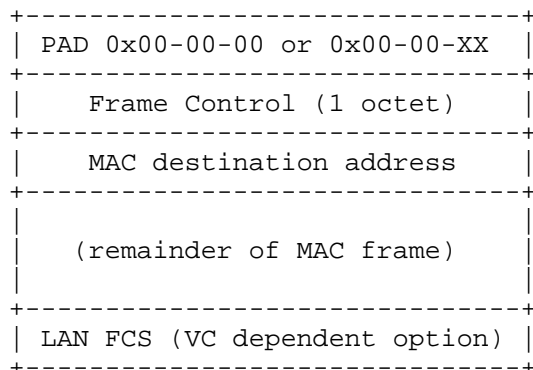 PAD 0x00-00-00 or 0x00-00-XX
Frame Control (1 octet)
MAC destination address
(remainder of MAC frame)
LAN FCS (VC dependent option)